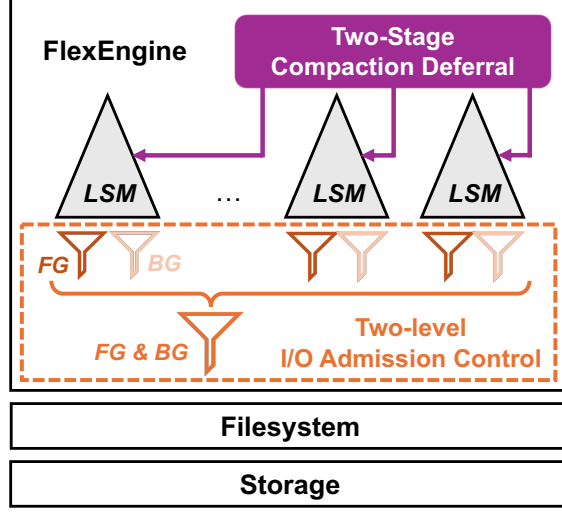 FlexEngine
Two-Stage
Compaction Deferral
LSM
...
LSM
LSM
FG
BG
FG & BG
Two-level
I/O Admission Control
Filesystem
Storage